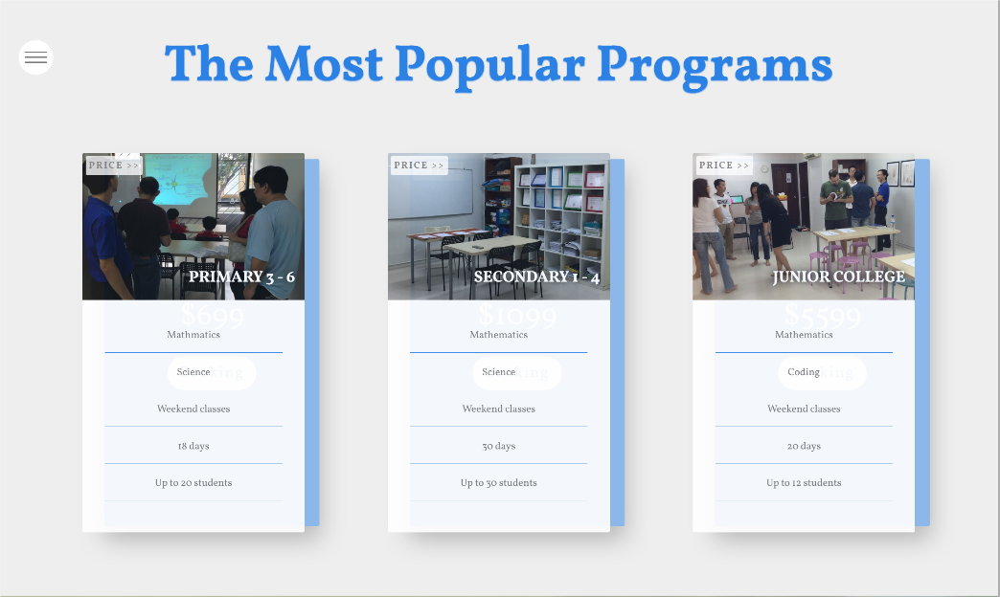 The Most Popular Programs
PRICE >>
PRIMARY 3 - 6
$699
Mathmatics
Science
Weekend classes
18 days
Up to 20 students
PRICE >>
SECONDARY 1 - 4
$1099
Mathematics
Science
Weekend classes
30 days
Up to 30 students
PRICE >>
JUNIOR COLLEGE
$5599
Mathematics
Coding
Weekend classes
20 days
Up to 12 students